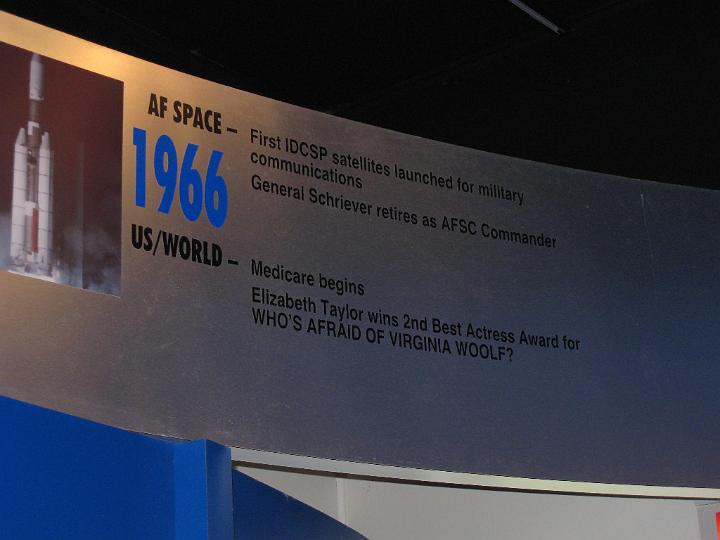 AF SPACE –
First IDCSP satellites launched for military
communications
General Schriever retires as AFSC Commander
1966
US/WORLD –
Medicare begins
Elizabeth Taylor wins 2nd Best Actress Award for
WHO'S AFRAID OF VIRGINIA WOOLF?